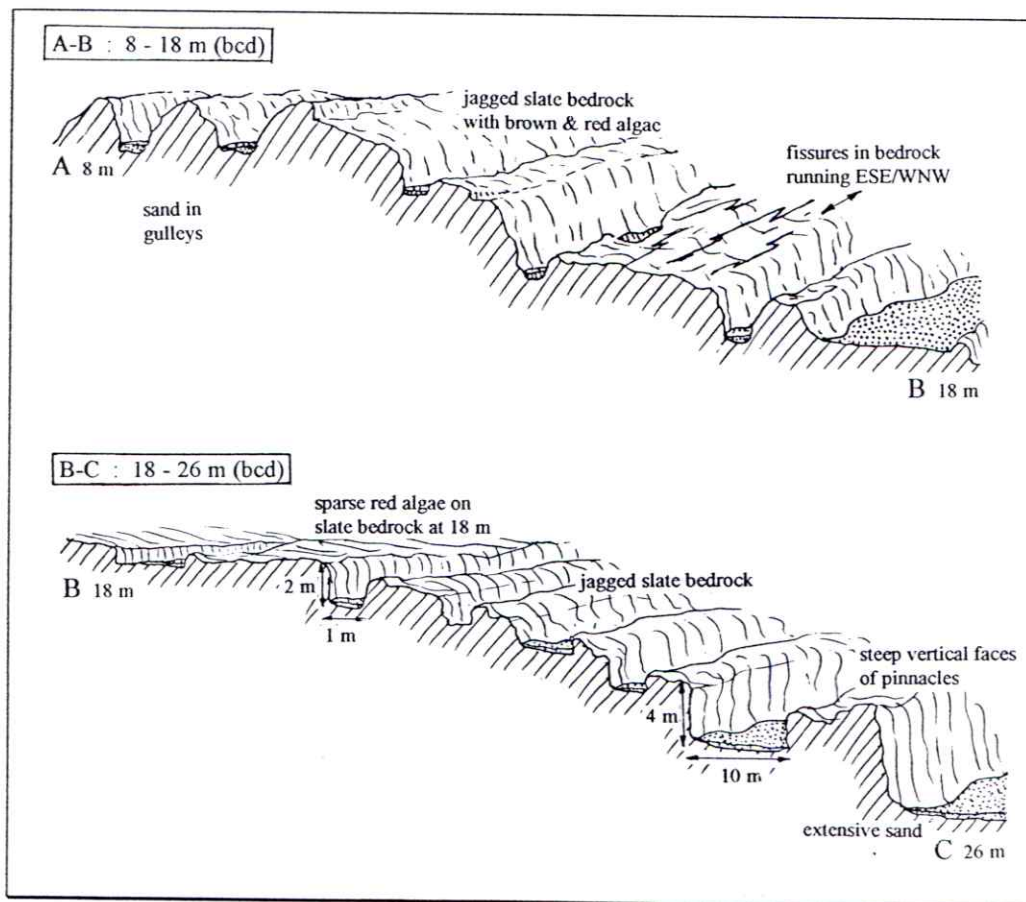 A-B : 8 - 18 m (bcd)
jagged slate bedrock
with brown & red algae
fissures in bedrock
running ESE/WNW
A 8 m
sand in
gulleys
B 18 m
B-C : 18 - 26 m (bcd)
sparse red algae on
slate bedrock at 18 m
B 18 m
2 m
1 m
jagged slate bedrock
steep vertical faces
of pinnacles
4 m
10 m
extensive sand
C 26 m